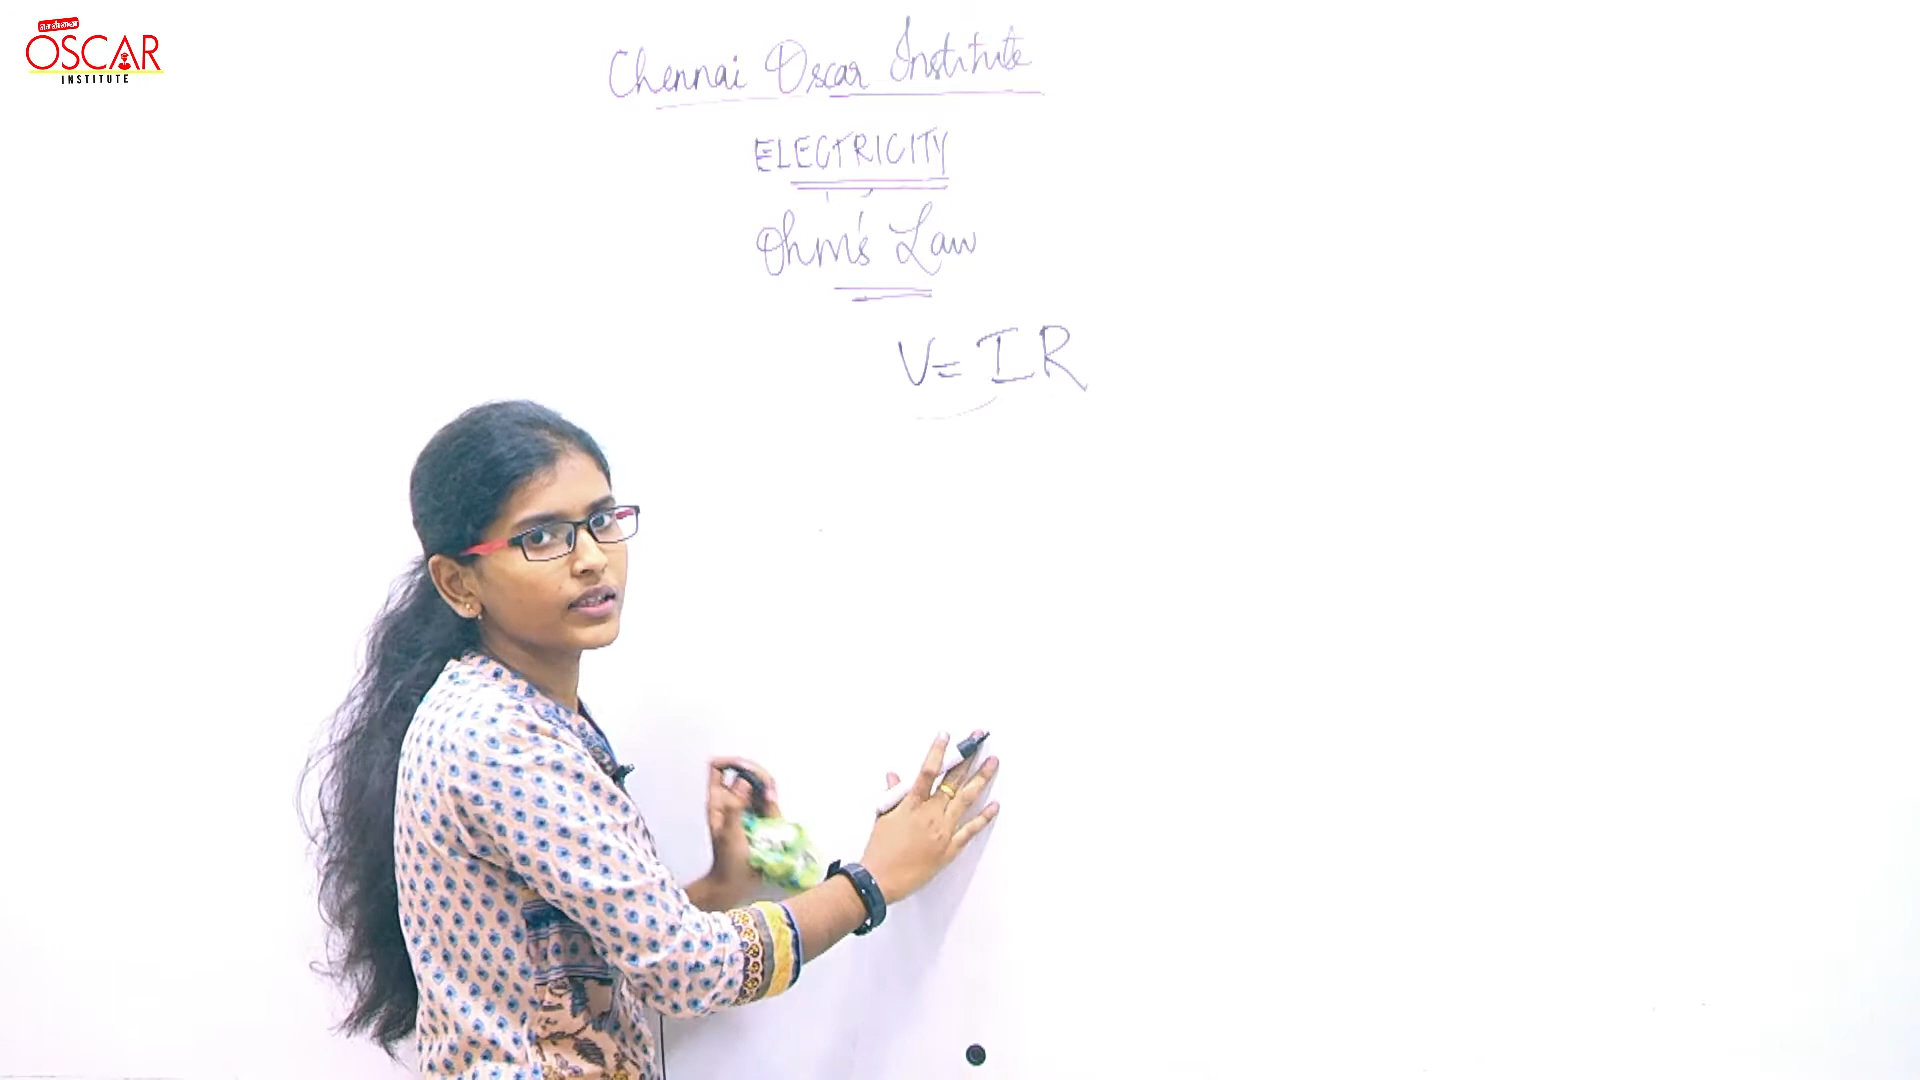 OSCAR
INSTITUTE
Chennai Oscar Institute
ELECTRICITY
Ohm's Law
V= IR